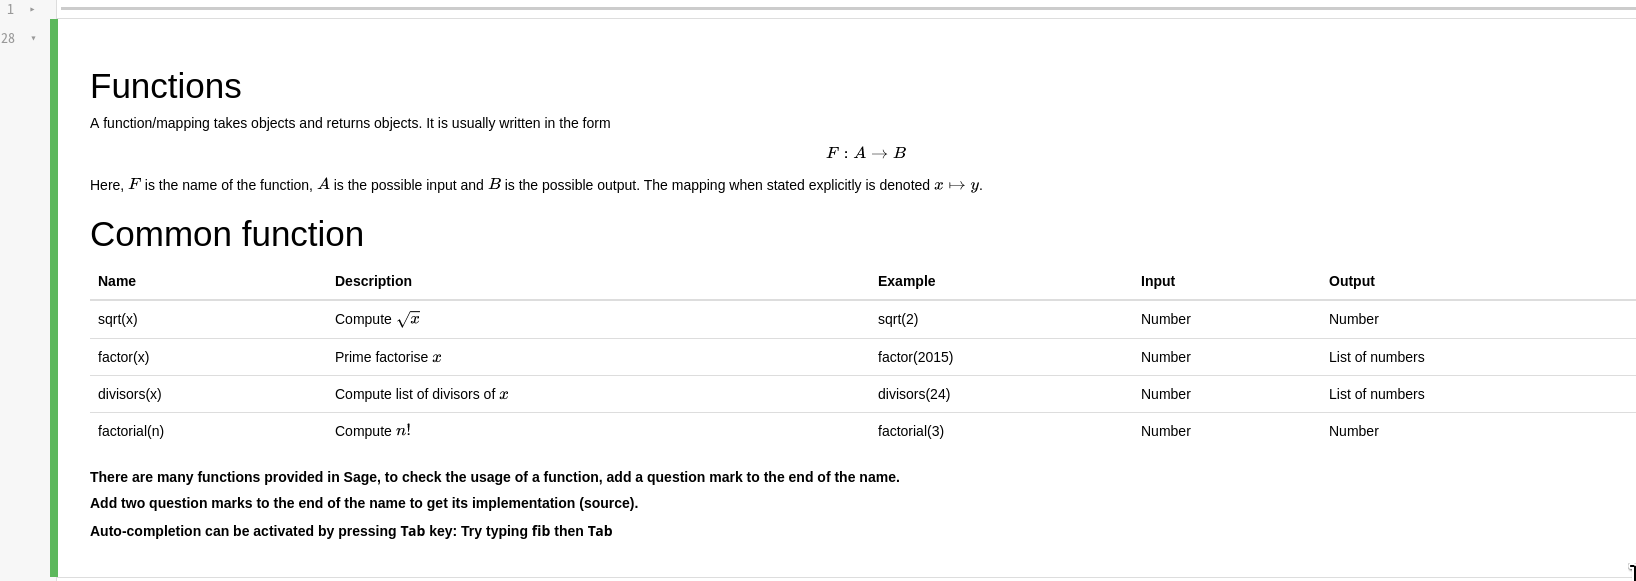 1
28
Functions
A function/mapping takes objects and returns objects. It is usually written in the form
F : A → B
Here, F is the name of the function, A is the possible input and B is the possible output. The mapping when stated explicitly is denoted x ↦ y.
Common function
Name Description Example Input Output
sqrt(x) Compute √x sqrt(2) Number Number
factor(x) Prime factorise x factor(2015) Number List of numbers
divisors(x) Compute list of divisors of x divisors(24) Number List of numbers
factorial(n) Compute n! factorial(3) Number Number
There are many functions provided in Sage, to check the usage of a function, add a question mark to the end of the name.
Add two question marks to the end of the name to get its implementation (source).
Auto-completion can be activated by pressing Tab key: Try typing fib then Tab